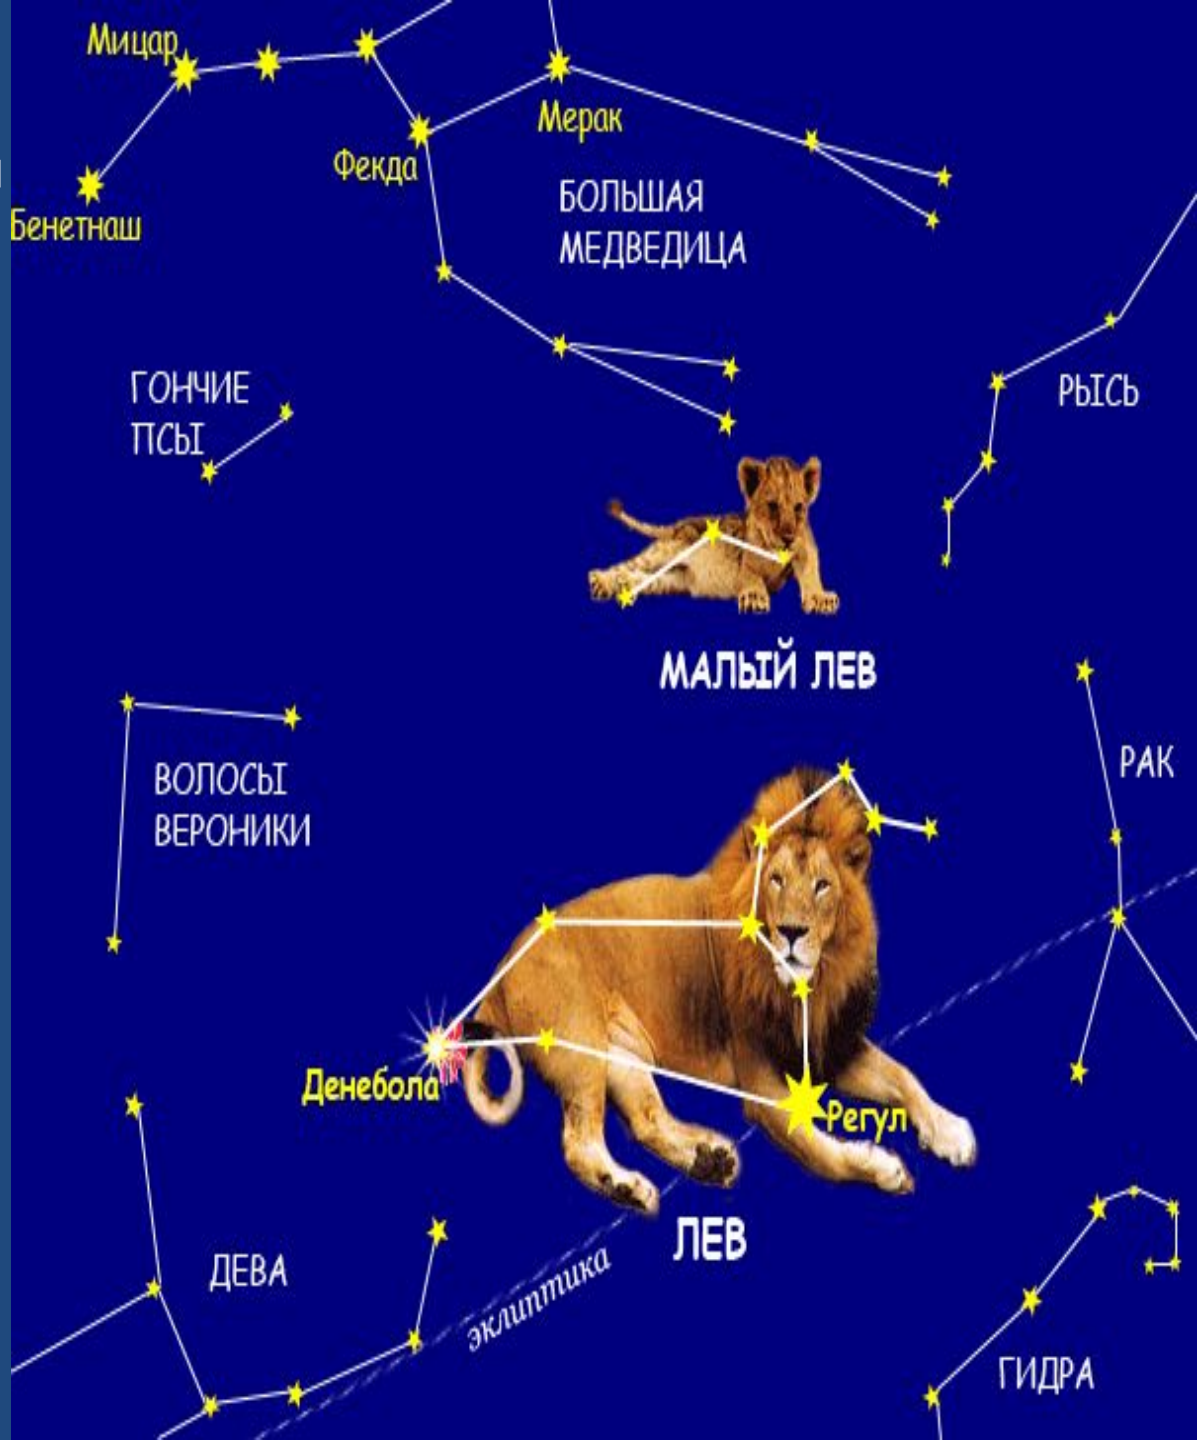 Мицар
Мерак
Фекда
БОЛЬШАЯ
МЕДВЕДИЦА
Бенетнаш
ГОНЧИЕ
ПСЫ
РЫСЬ
МАЛЫЙ ЛЕВ
РАК
ВОЛОСЫ
ВЕРОНИКИ
Денебола
Регул
ЛЕВ
ДЕВА
эклиптика
ГИДРА